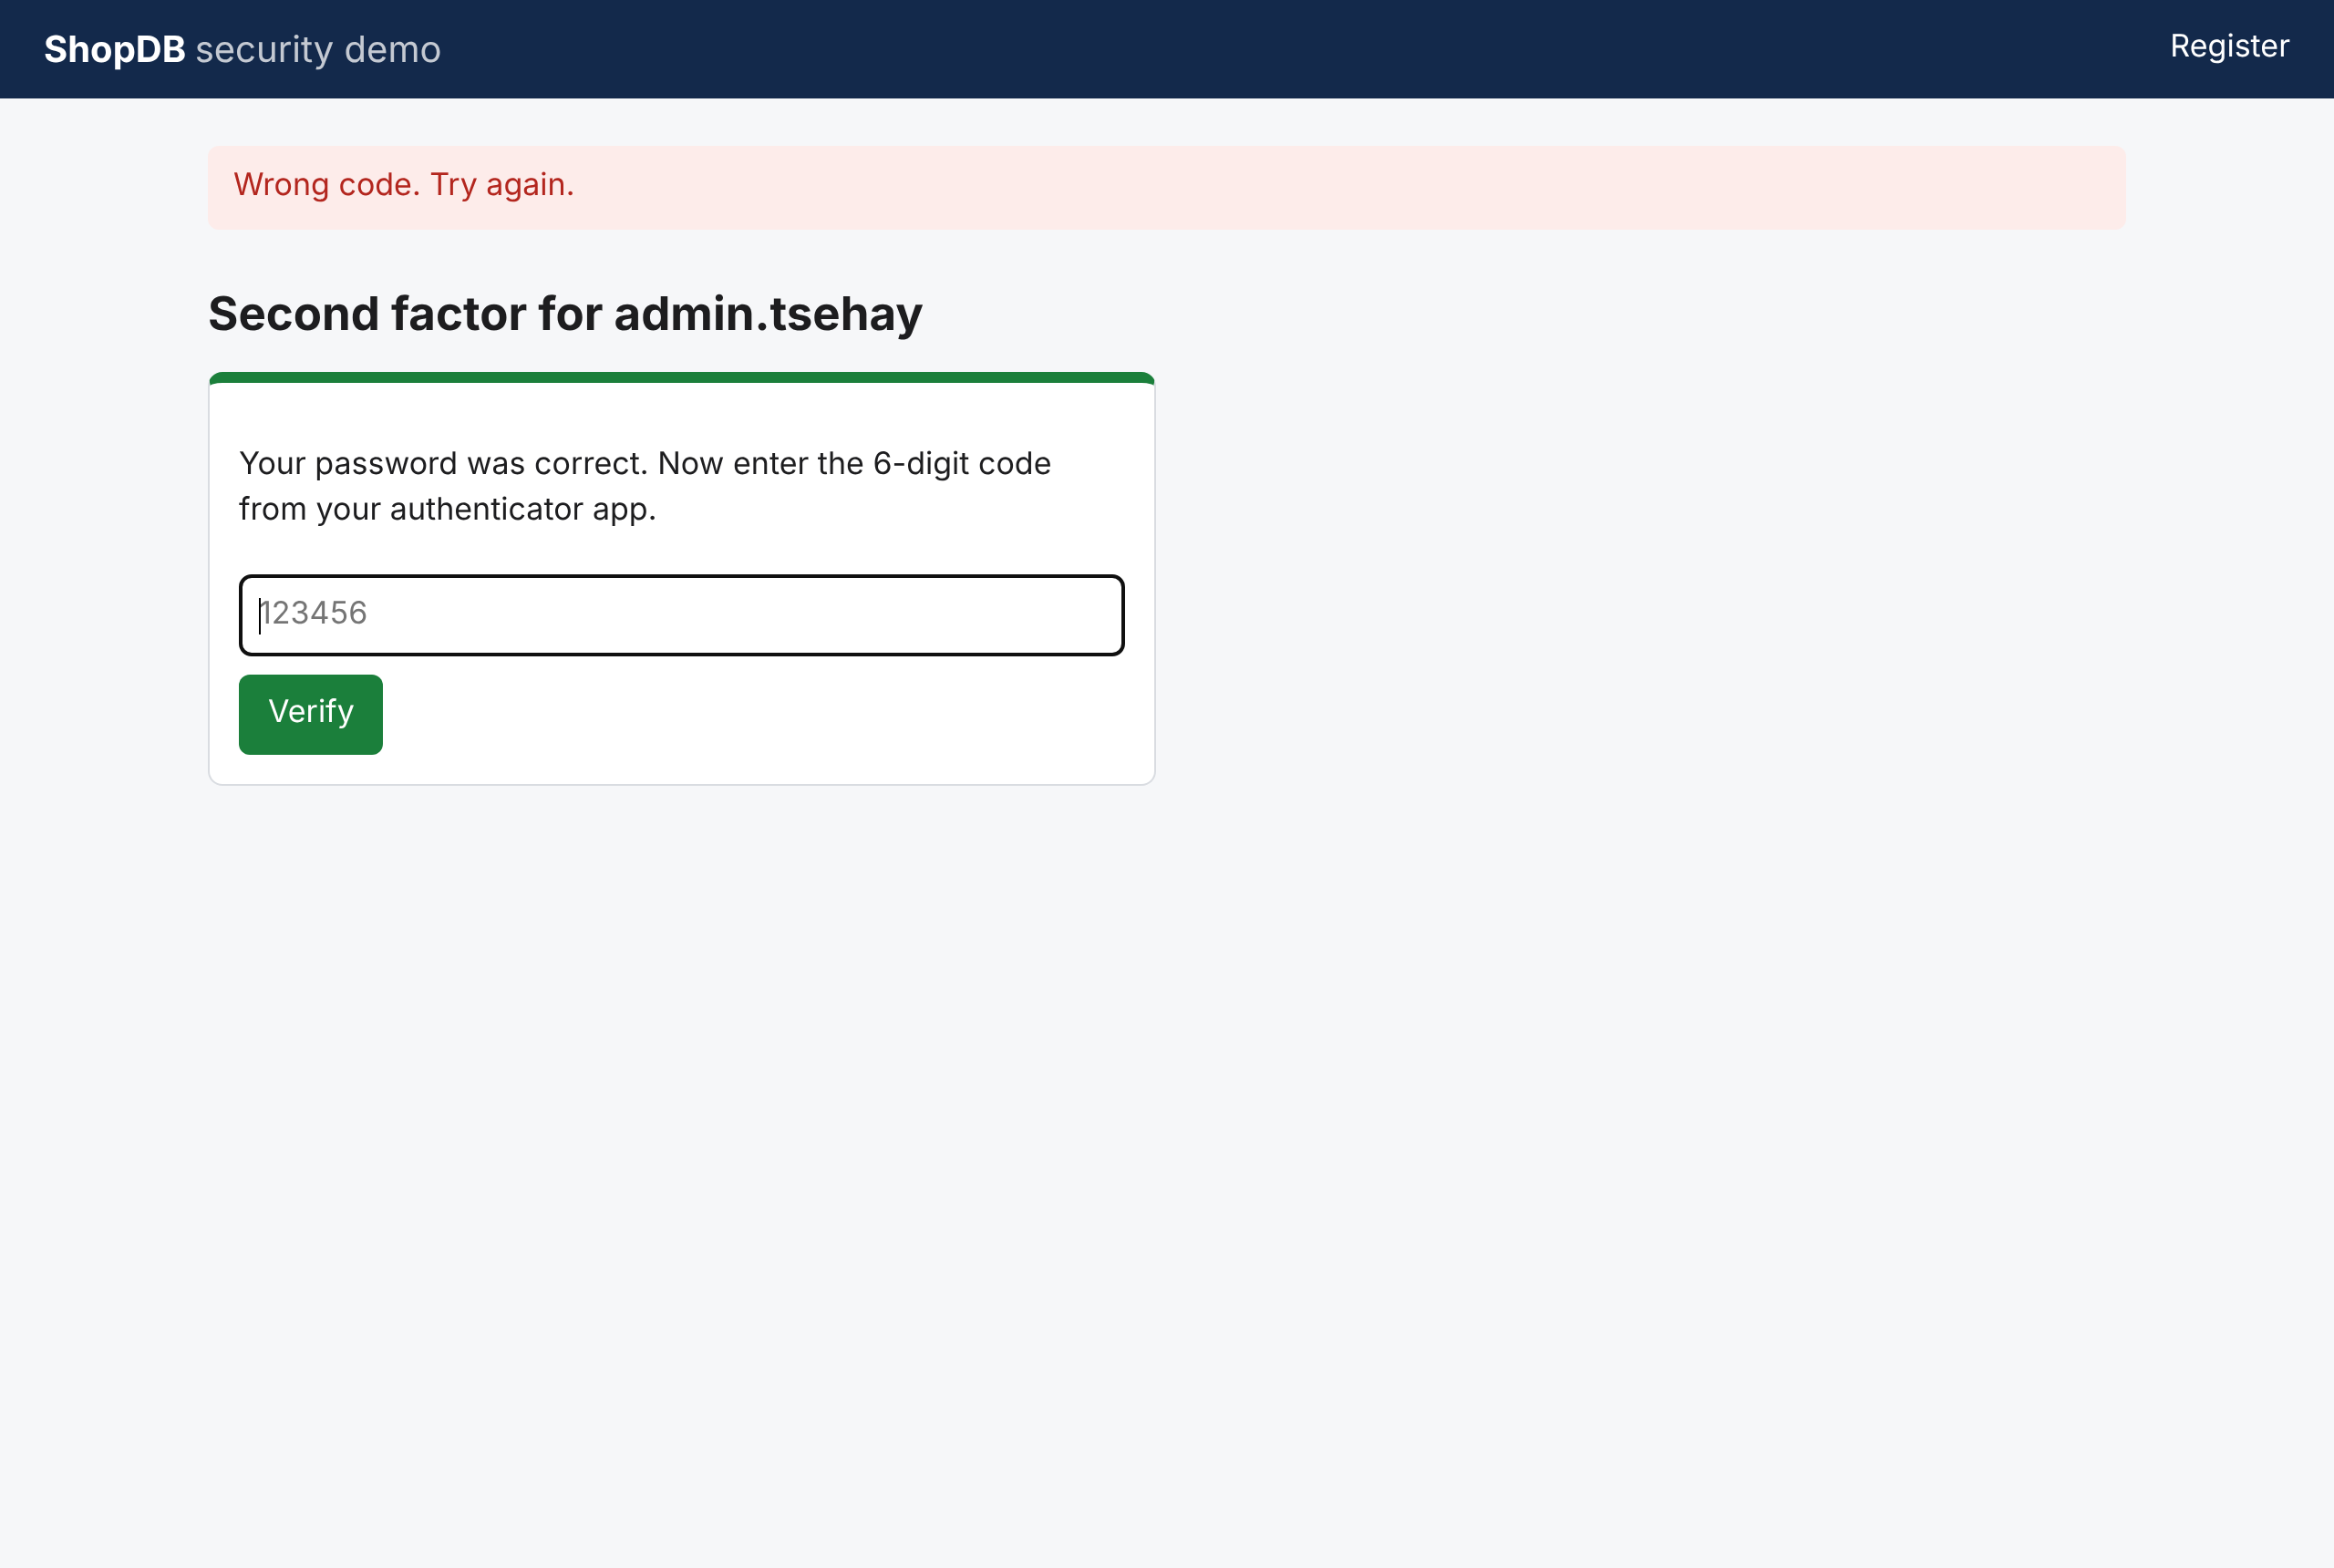 ShopDB security demo
Register
Wrong code. Try again.
Second factor for admin.tsehay
Your password was correct. Now enter the 6-digit code
from your authenticator app.
123456
Verify